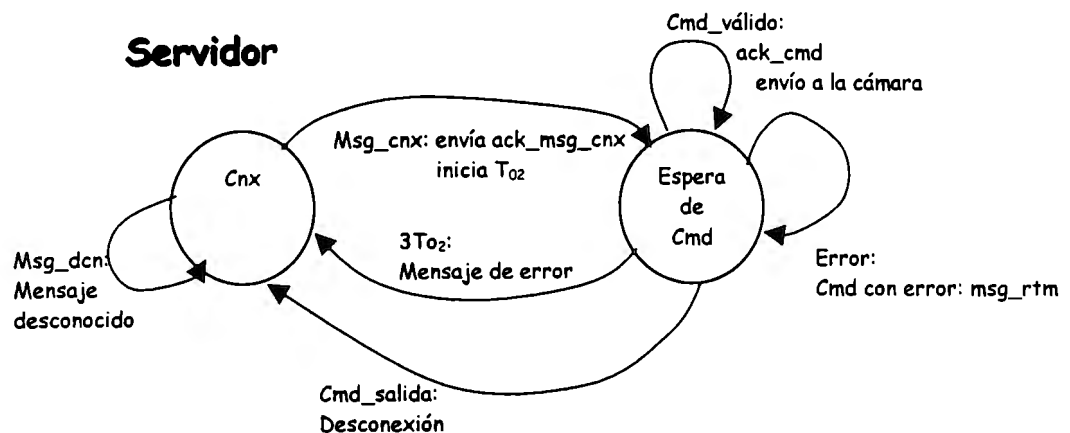 Servidor
Cmd_válido:
ack_cmd
envío a la cámara
Msg_cnx: envía ack_msg_cnx
inicia T02
Cnx
Espera
de
Cmd
3To2:
Mensaje de error
Msg_dcn:
Mensaje
desconocido
Error:
Cmd con error: msg_rtm
Cmd_salida:
Desconexión